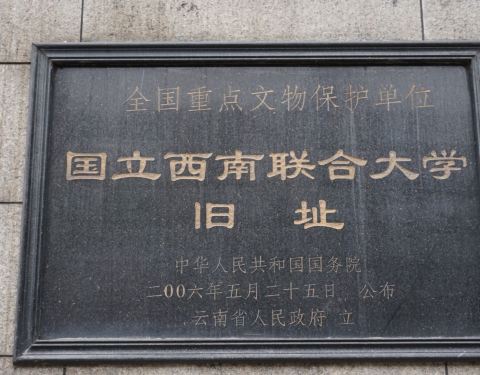 全国重点文物保护单位
国立西南联合大学
旧 址
中华人民共和国国务院
二00六年五月二十五日 公布
云南省人民政府 立